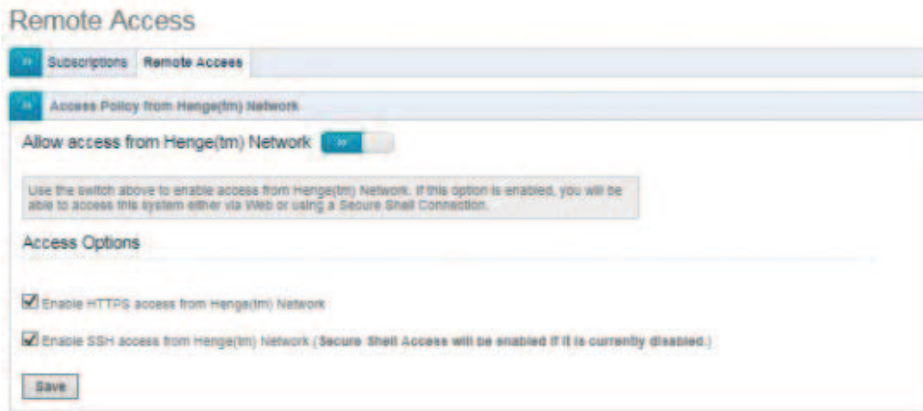 Remote Access
» Subscriptions Remote Access
» Access Policy from Henge(tm) Network
Allow access from Henge(tm) Network »
Use the switch above to enable access from Henge(tm) Network. If this option is enabled, you will be
able to access this system either via Web or using a Secure Shell Connection.
Access Options
Enable HTTPS access from Henge(tm) Network
Enable SSH access from Henge(tm) Network (Secure Shell Access will be enabled if it is currently disabled.)
Save